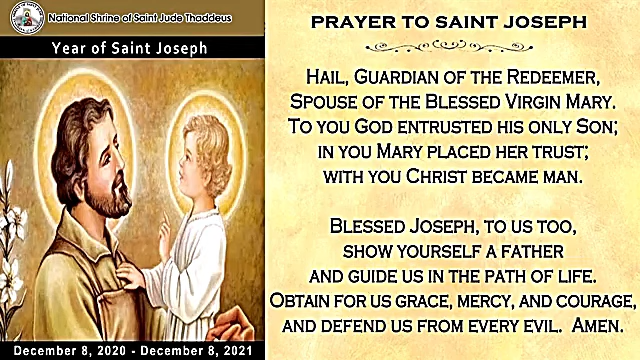 National Shrine of Saint Jude Thaddeus
Year of Saint Joseph
December 8, 2020 - December 8, 2021
PRAYER TO SAINT JOSEPH
HAIL, GUARDIAN OF THE REDEEMER,
SPOUSE OF THE BLESSED VIRGIN MARY.
TO YOU GOD ENTRUSTED HIS ONLY SON;
IN YOU MARY PLACED HER TRUST;
WITH YOU CHRIST BECAME MAN.
BLESSED JOSEPH, TO US TOO,
SHOW YOURSELF A FATHER
AND GUIDE US IN THE PATH OF LIFE.
OBTAIN FOR US GRACE, MERCY, AND COURAGE,
AND DEFEND US FROM EVERY EVIL. AMEN.